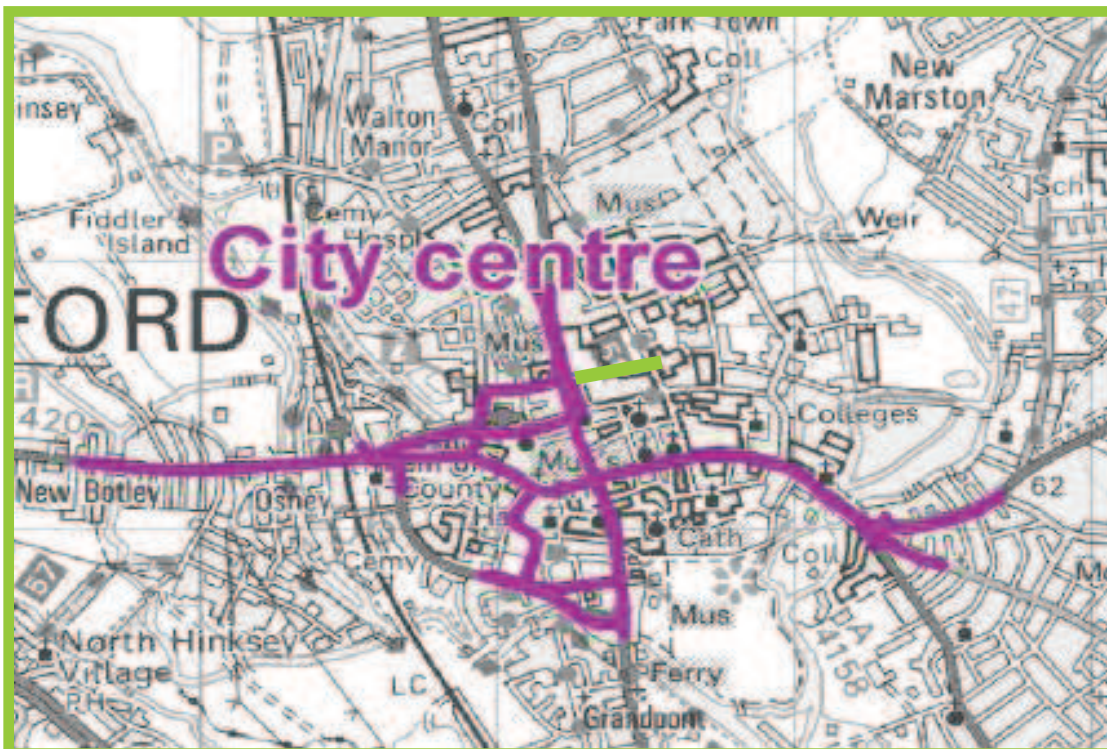 Park Town
Coll
New
Marston
insey
Walton
Manor
Coll
P
Mus
Sch
Fiddler's
Island
Cemy
Hospl
Weir
City centre
47
FORD
Mus
Colleges
420
Mus
New Botley
Osney
County
62
Cath
Cemy
Coll
57
Mus
A
4158
North Hinksey
Village
P.H.
LC
Ferry
Grandpont